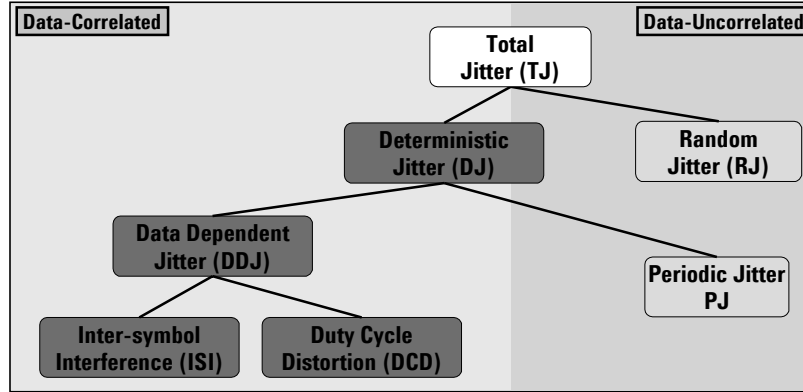 Data-Correlated
Data-Uncorrelated
Total
Jitter (TJ)
Deterministic
Jitter (DJ)
Random
Jitter (RJ)
Data Dependent
Jitter (DDJ)
Periodic Jitter
PJ
Inter-symbol
Interference (ISI)
Duty Cycle
Distortion (DCD)